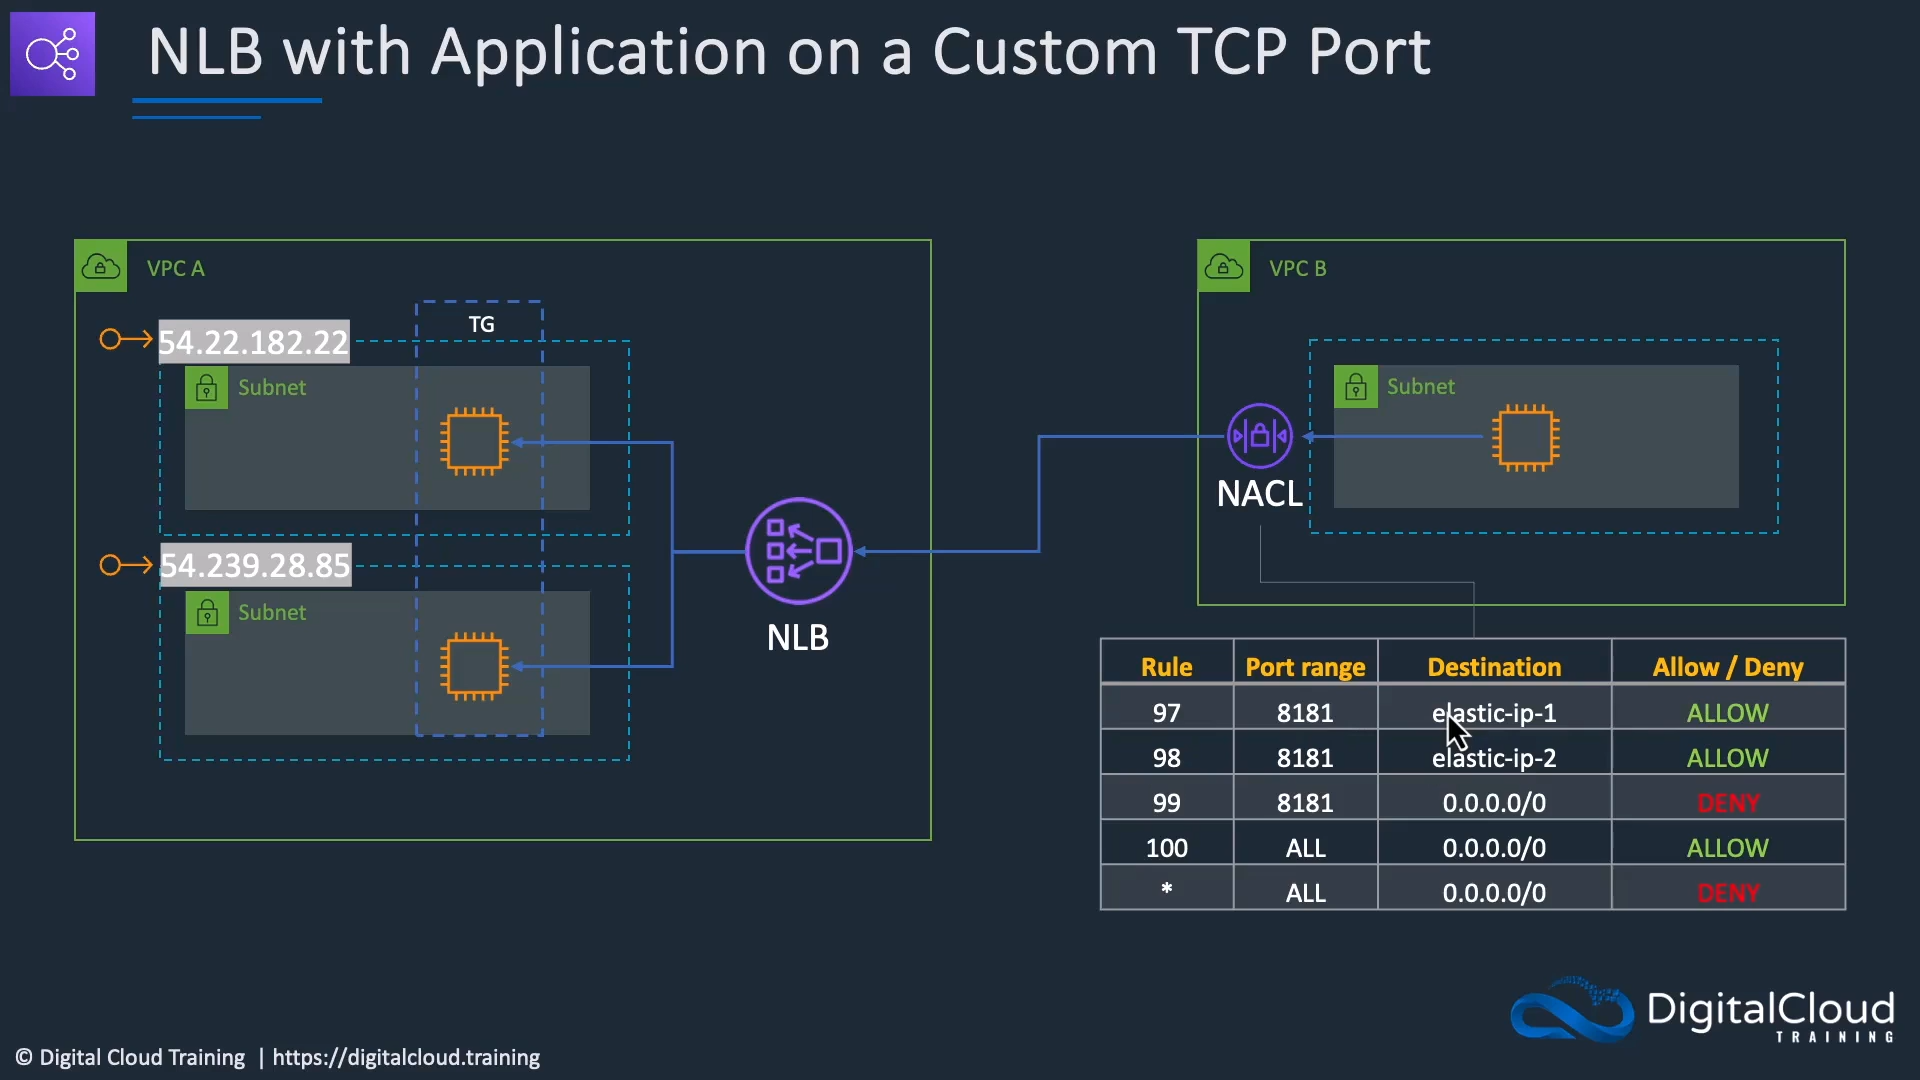 NLB with Application on a Custom TCP Port
VPC A
TG
54.22.182.22
Subnet
54.239.28.85
Subnet
NLB
VPC B
Subnet
NACL
Rule Port range Destination Allow / Deny
97 8181 elastic-ip-1 ALLOW
98 8181 elastic-ip-2 ALLOW
99 8181 0.0.0.0/0 DENY
100 ALL 0.0.0.0/0 ALLOW
* ALL 0.0.0.0/0 DENY
DigitalCloud
TRAINING
© Digital Cloud Training | https://digitalcloud.training